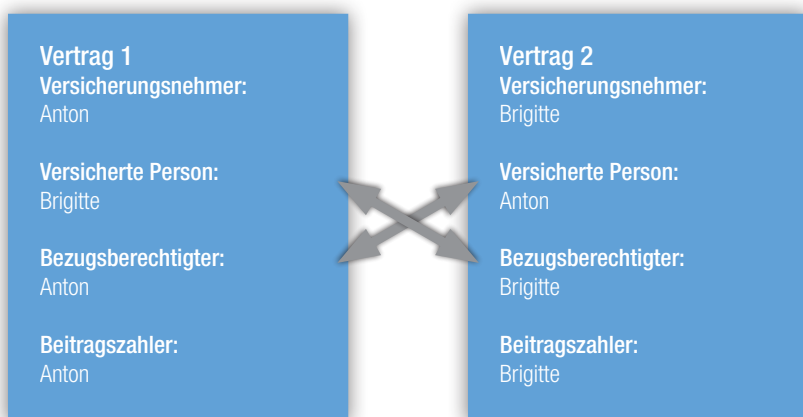 Vertrag 1
Versicherungsnehmer:
Anton
Versicherte Person:
Brigitte
Bezugsberechtigter:
Anton
Beitragszahler:
Anton
Vertrag 2
Versicherungsnehmer:
Brigitte
Versicherte Person:
Anton
Bezugsberechtigter:
Brigitte
Beitragszahler:
Brigitte